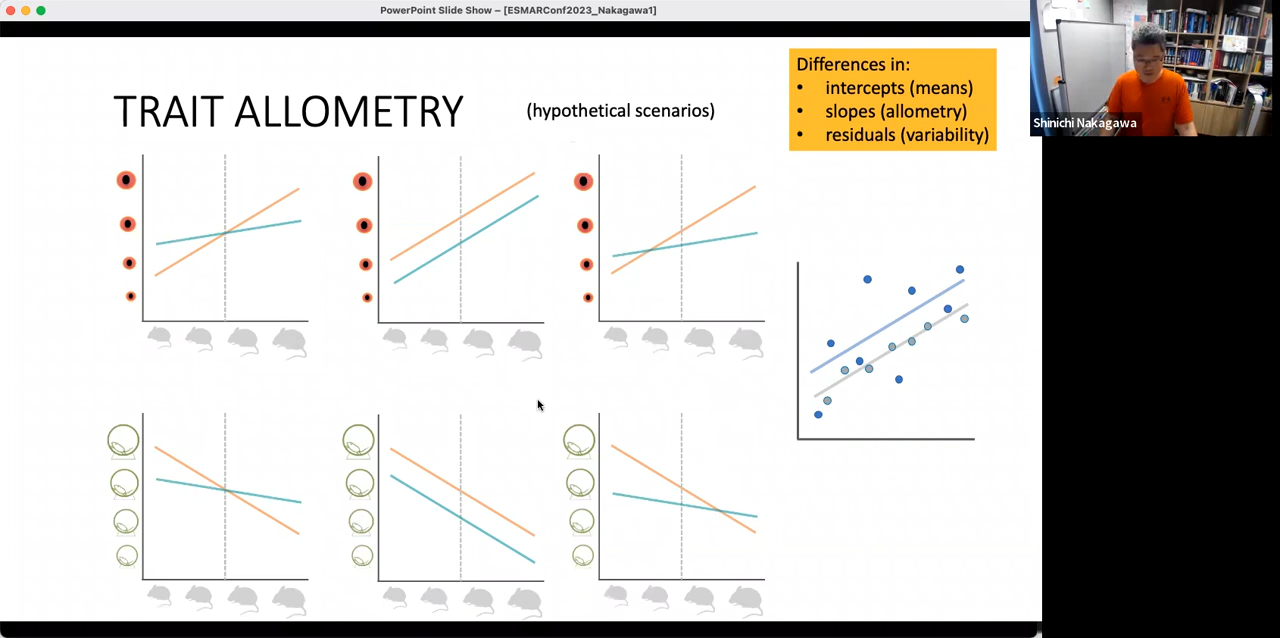 PowerPoint Slide Show – [ESMARConf2023_Nakagawa1]
TRAIT ALLOMETRY
(hypothetical scenarios)
Differences in:
• intercepts (means)
• slopes (allometry)
• residuals (variability)
Shinichi Nakagawa